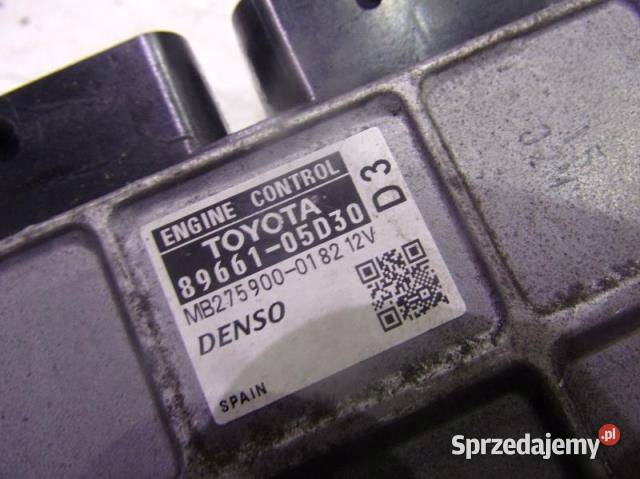 ENGINE CONTROL
TOYOTA
89661-05D30
D3
MB275900-0182 12V
DENSO
SPAIN
Sprzedajemy.pl